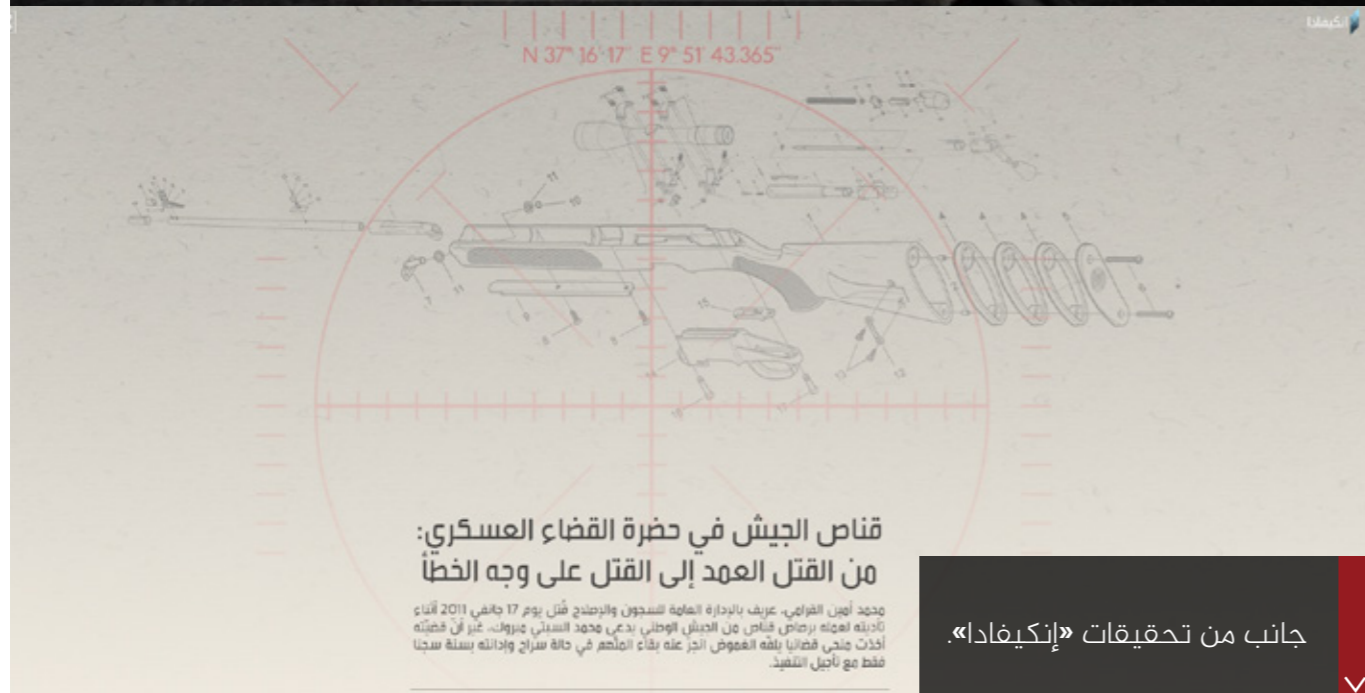 إنكيفادا
N 37° 16' 17" E 9° 51' 43.365"
قناص الجيش في حضرة القضاء العسكري:
من القتل العمد إلى القتل على وجه الخطأ
محمد أمين القرامي، عريف بالإدارة العامة للسجون والإصلاح قُتل يوم 17 جانفي 2011 أثناء
تأديته لعمله برصاص قناص من الجيش الوطني يدعى محمد السبتي مبروك، غير أنّ قضيّته
أخذت منحى قضائيا يلفّه الغموض انجرّ عنه بقاء المتّهم في حالة سراح وإدانته بسنة سجنا
فقط مع تأجيل التنفيذ.
جانب من تحقيقات «إنكيفادا».